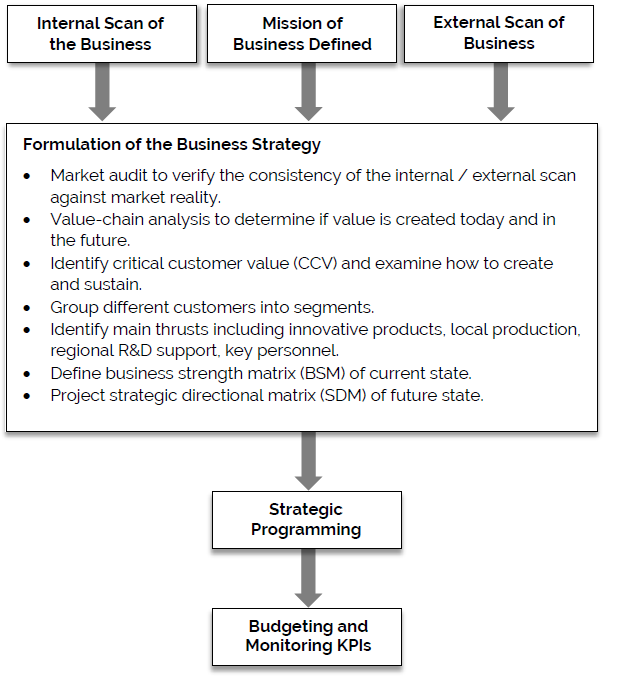 Internal Scan of
the Business
Mission of
Business Defined
External Scan of
Business
Formulation of the Business Strategy
• Market audit to verify the consistency of the internal / external scan
against market reality.
• Value-chain analysis to determine if value is created today and in
the future.
• Identify critical customer value (CCV) and examine how to create
and sustain.
• Group different customers into segments.
• Identify main thrusts including innovative products, local production,
regional R&D support, key personnel.
• Define business strength matrix (BSM) of current state.
• Project strategic directional matrix (SDM) of future state.
Strategic
Programming
Budgeting and
Monitoring KPIs